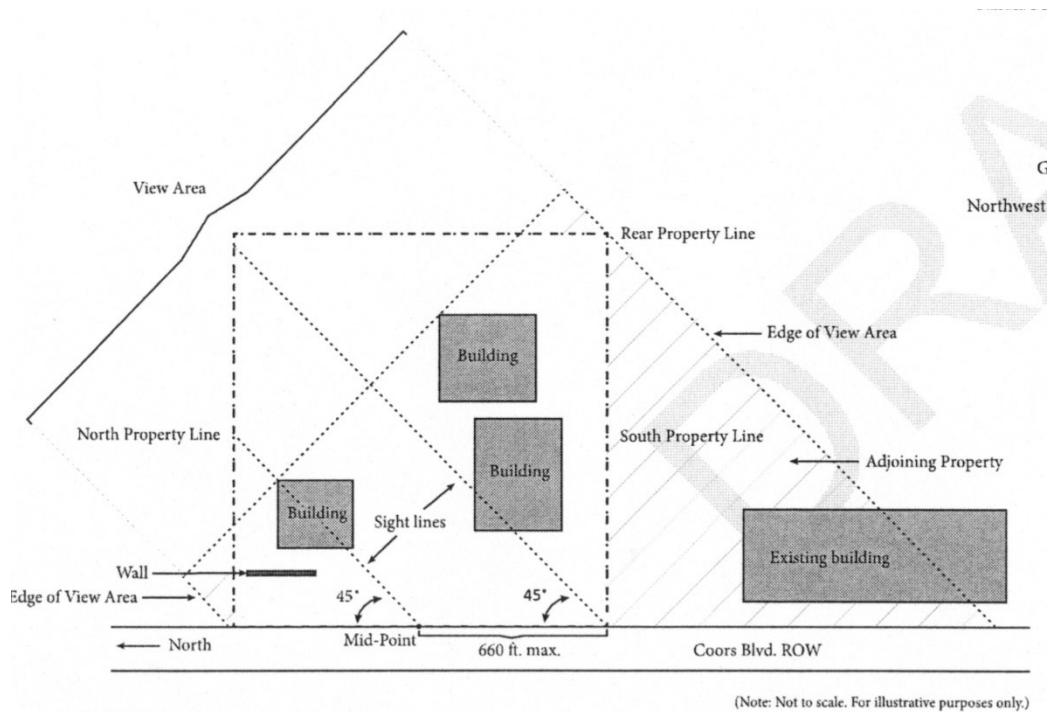 G
Northwest
View Area
Rear Property Line
Edge of View Area
Building
North Property Line
South Property Line
Adjoining Property
Building
Building
Sight lines
Existing building
Wall
Edge of View Area
45°
45°
North
Mid-Point
660 ft. max.
Coors Blvd. ROW
(Note: Not to scale. For illustrative purposes only.)
DRA